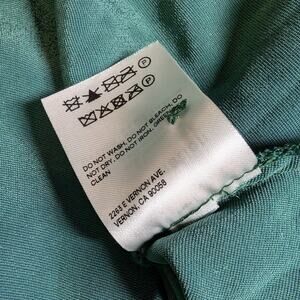 DO NOT WASH. DO NOT BLEACH. DO
NOT DRY. DO NOT IRON. GREEN
CLEAN
2263 E VERNON AVE.
VERNON, CA 90058